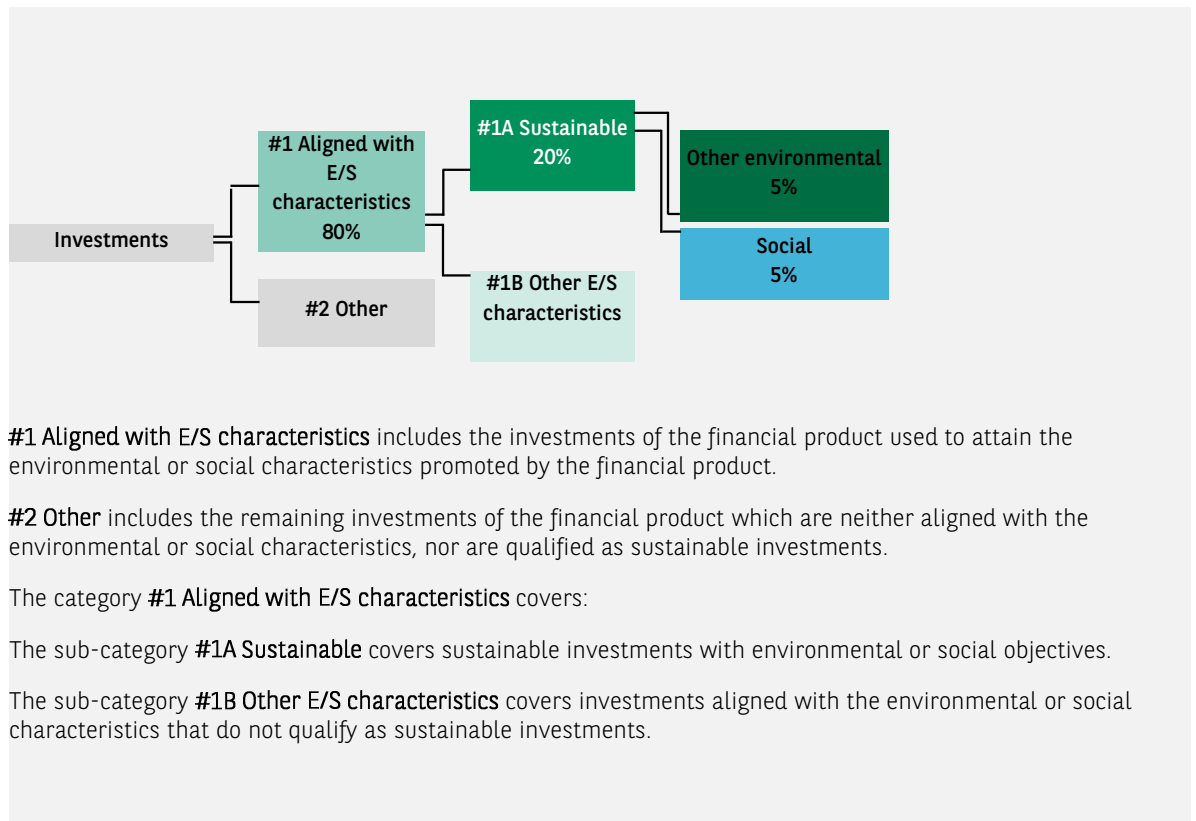 #1A Sustainable
20%
#1 Aligned with
E/S
characteristics
80%
Other environmental
5%
Investments
Social
5%
#1B Other E/S
characteristics
#2 Other
#1 Aligned with E/S characteristics includes the investments of the financial product used to attain the
environmental or social characteristics promoted by the financial product.
#2 Other includes the remaining investments of the financial product which are neither aligned with the
environmental or social characteristics, nor are qualified as sustainable investments.
The category #1 Aligned with E/S characteristics covers:
The sub-category #1A Sustainable covers sustainable investments with environmental or social objectives.
The sub-category #1B Other E/S characteristics covers investments aligned with the environmental or social
characteristics that do not qualify as sustainable investments.